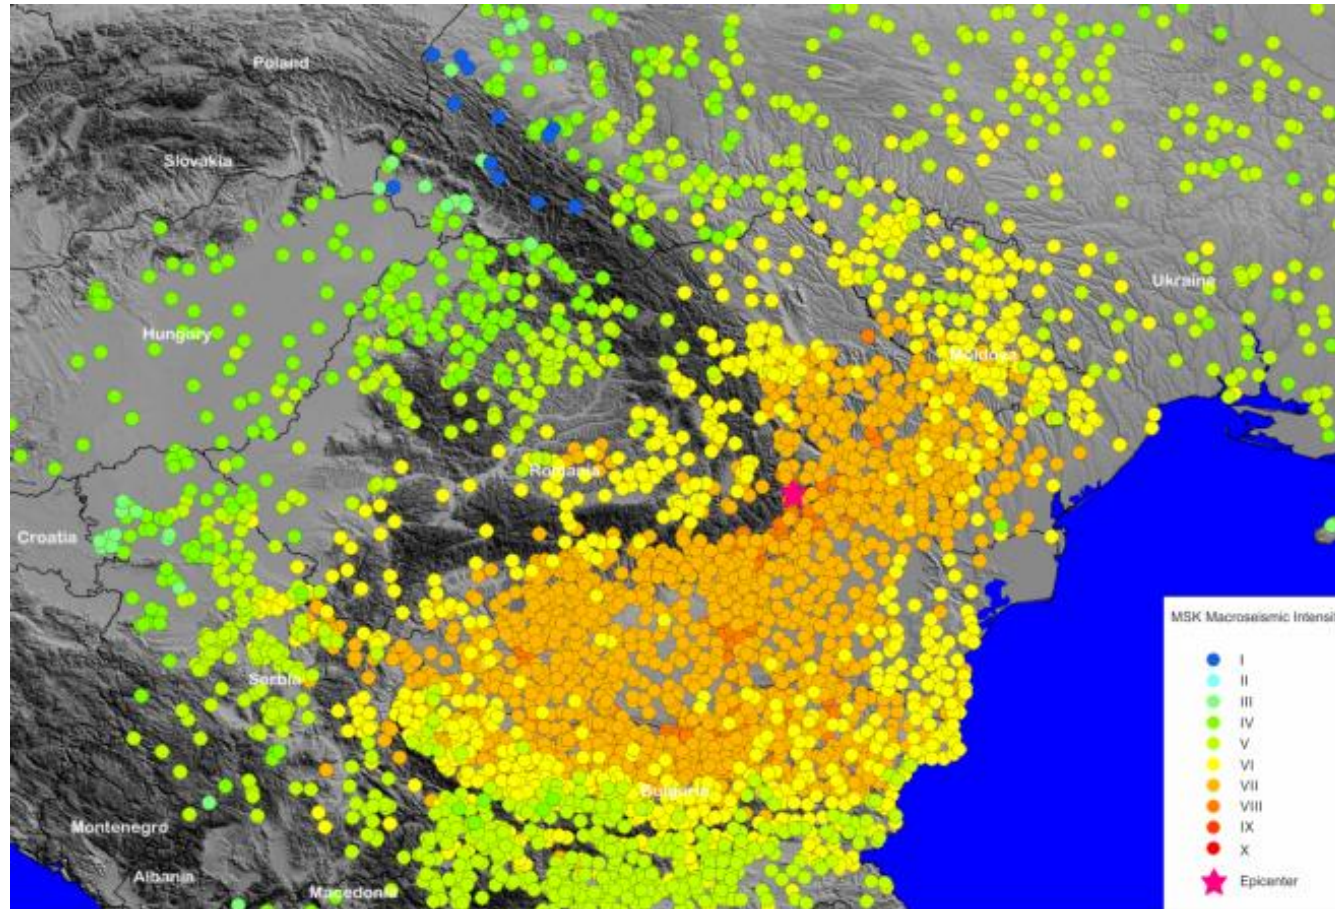 Poland
Slovakia
Ukraine
Hungary
Moldova
Romania
Croatia
MSK Macroseismic Intensi
I
II
III
IV
Serbia
V
VI
VII
Bulgaria
VIII
IX
Montenegro
X
Albania
Epicenter
Macedonia